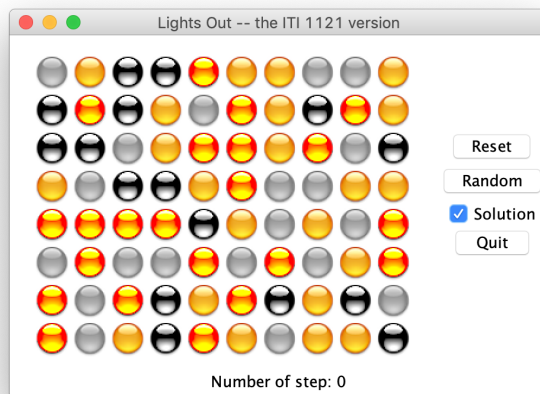 Lights Out -- the ITI 1121 version
Reset
Random
Solution
Quit
Number of step: 0